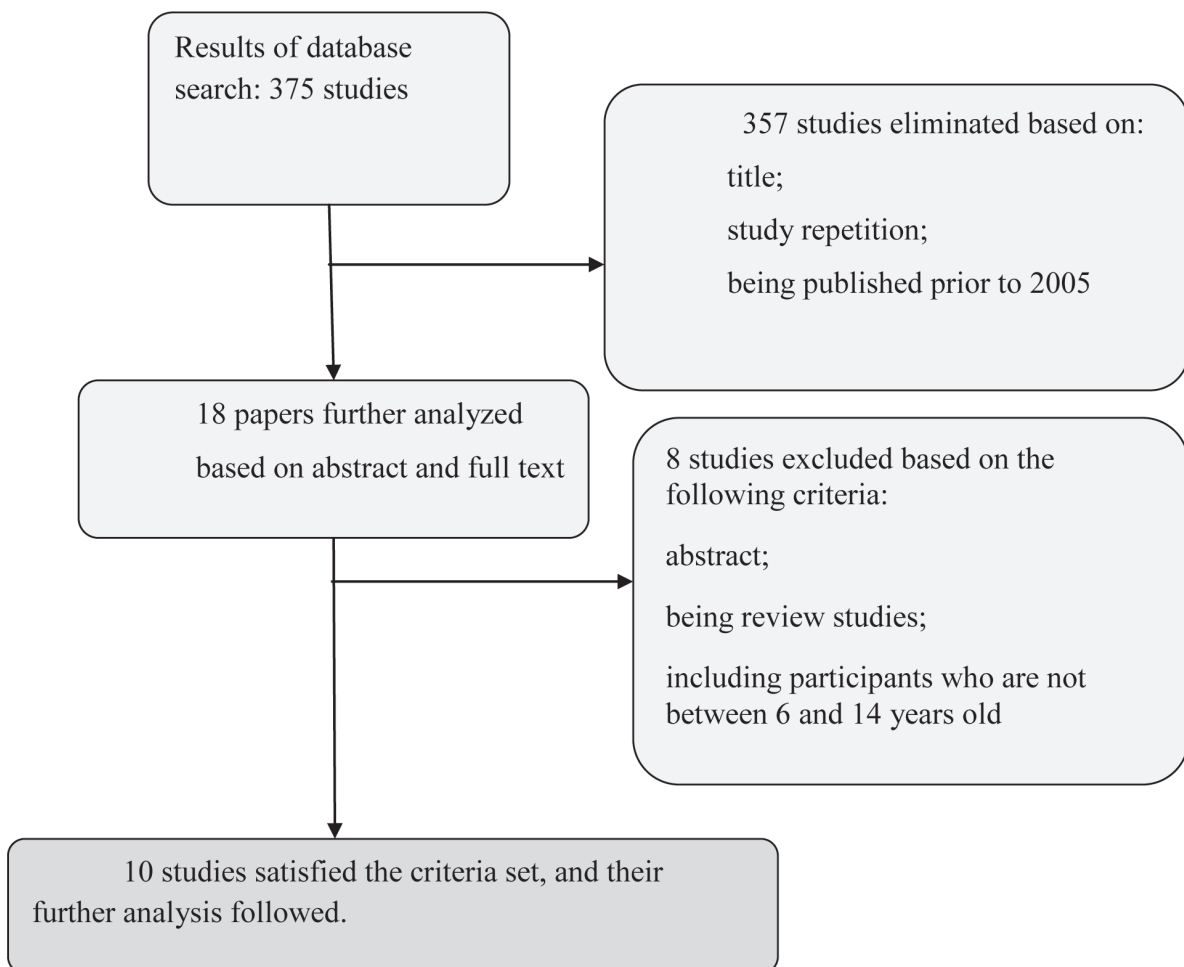 Results of database
search: 375 studies
357 studies eliminated based on:
title;
study repetition;
being published prior to 2005
18 papers further analyzed
based on abstract and full text
8 studies excluded based on the
following criteria:
abstract;
being review studies;
including participants who are not
between 6 and 14 years old
10 studies satisfied the criteria set, and their
further analysis followed.